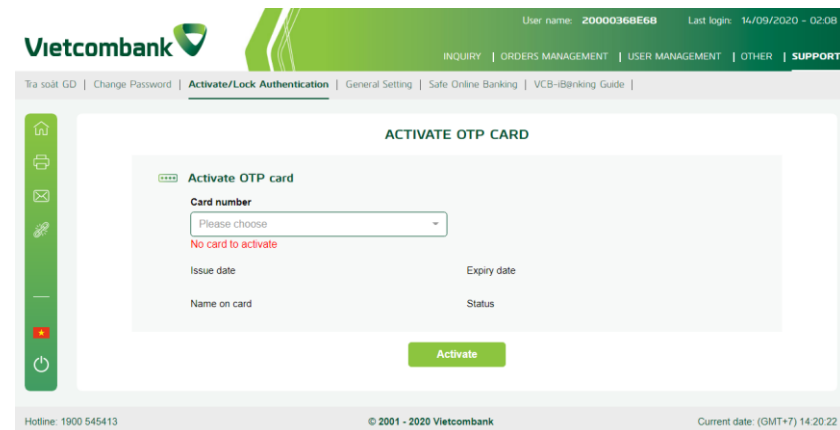 User name: 20000368E68 Last login: 14/09/2020 - 02:08
Vietcombank
INQUIRY | ORDERS MANAGEMENT | USER MANAGEMENT | OTHER | SUPPORT
Tra soát GD | Change Password | Activate/Lock Authentication | General Setting | Safe Online Banking | VCB-iB@nking Guide |
ACTIVATE OTP CARD
Activate OTP card
Card number
Please choose
No card to activate
Issue date Expiry date
Name on card Status
Activate
Hotline: 1900 545413 © 2001 - 2020 Vietcombank Current date: (GMT+7) 14:20:22